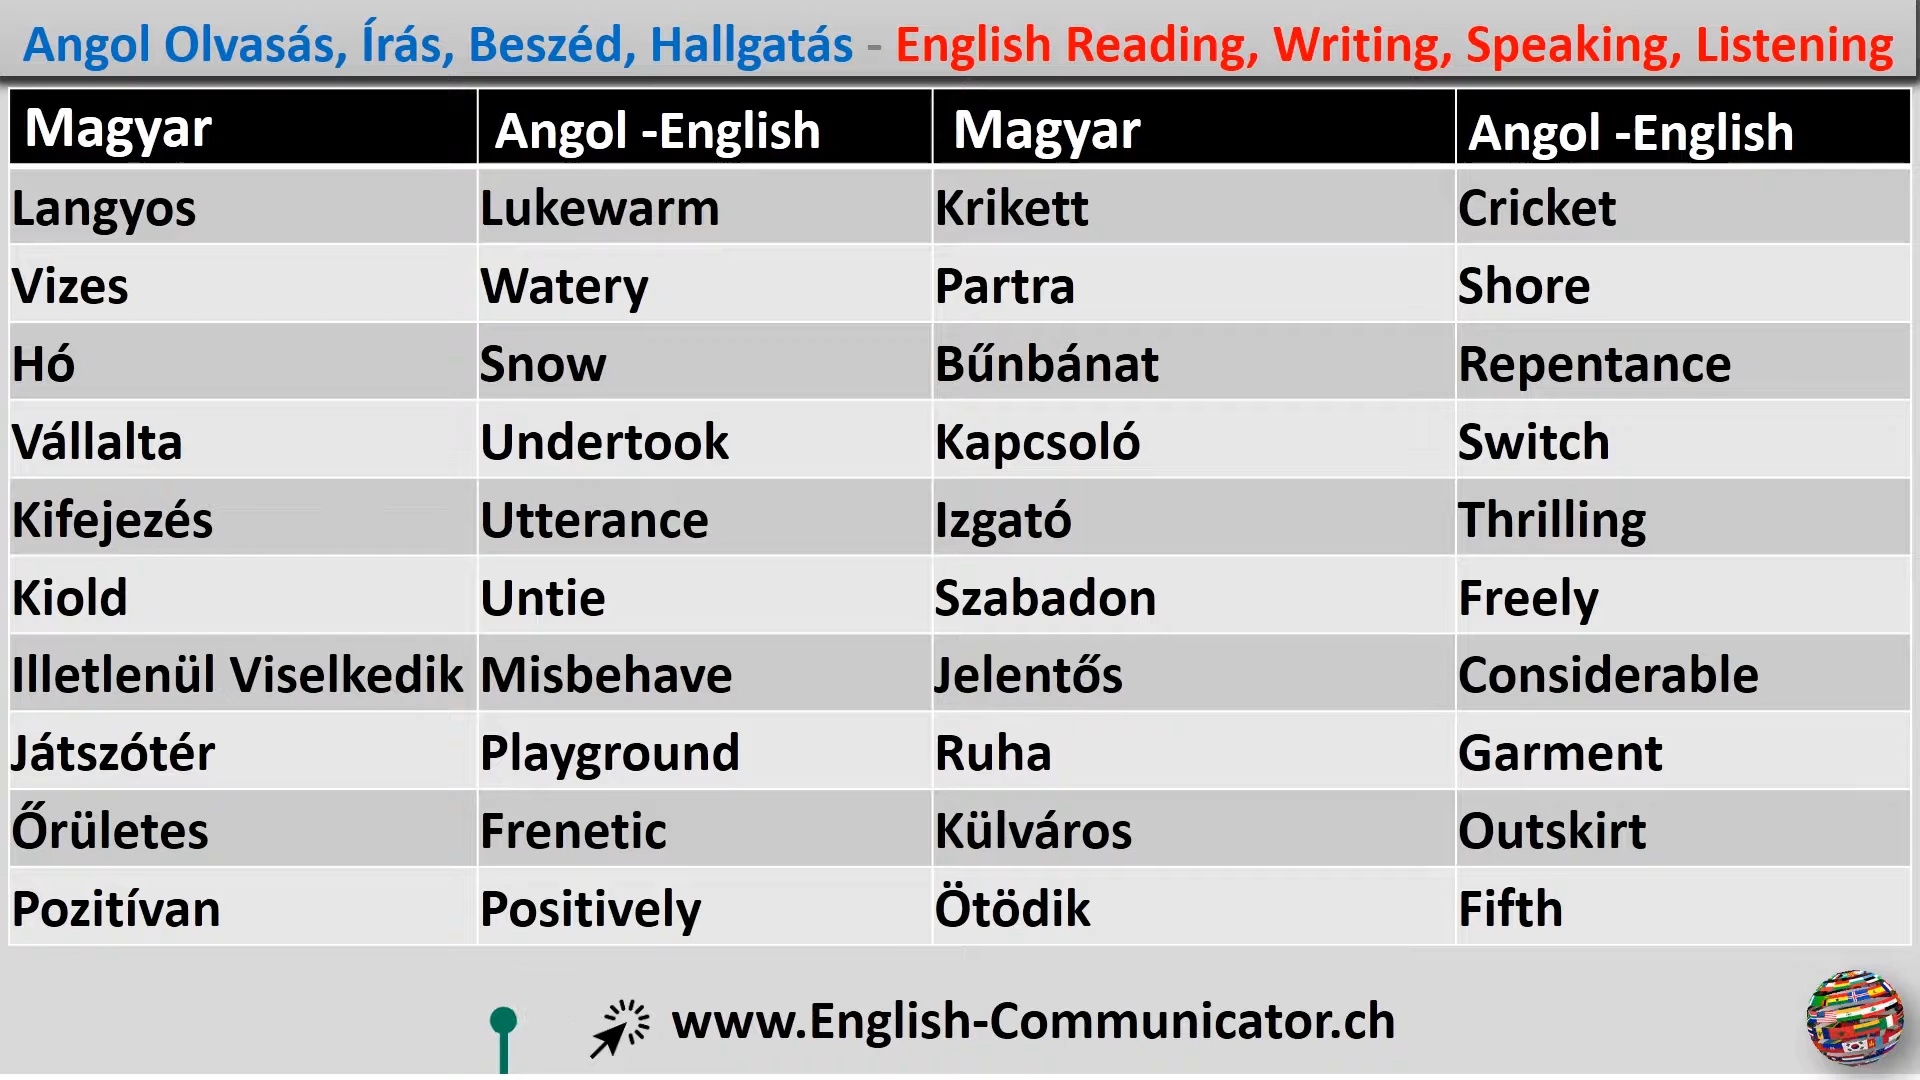 Angol Olvasás, Írás, Beszéd, Hallgatás - English Reading, Writing, Speaking, Listening
Magyar Angol -English Magyar Angol -English
Langyos Lukewarm Krikett Cricket
Vizes Watery Partra Shore
Hó Snow Bűnbánat Repentance
Vállalta Undertook Kapcsoló Switch
Kifejezés Utterance Izgató Thrilling
Kiold Untie Szabadon Freely
Illetlenül Viselkedik Misbehave Jelentős Considerable
Játszótér Playground Ruha Garment
Őrületes Frenetic Külváros Outskirt
Pozitívan Positively Ötödik Fifth
www.English-Communicator.ch